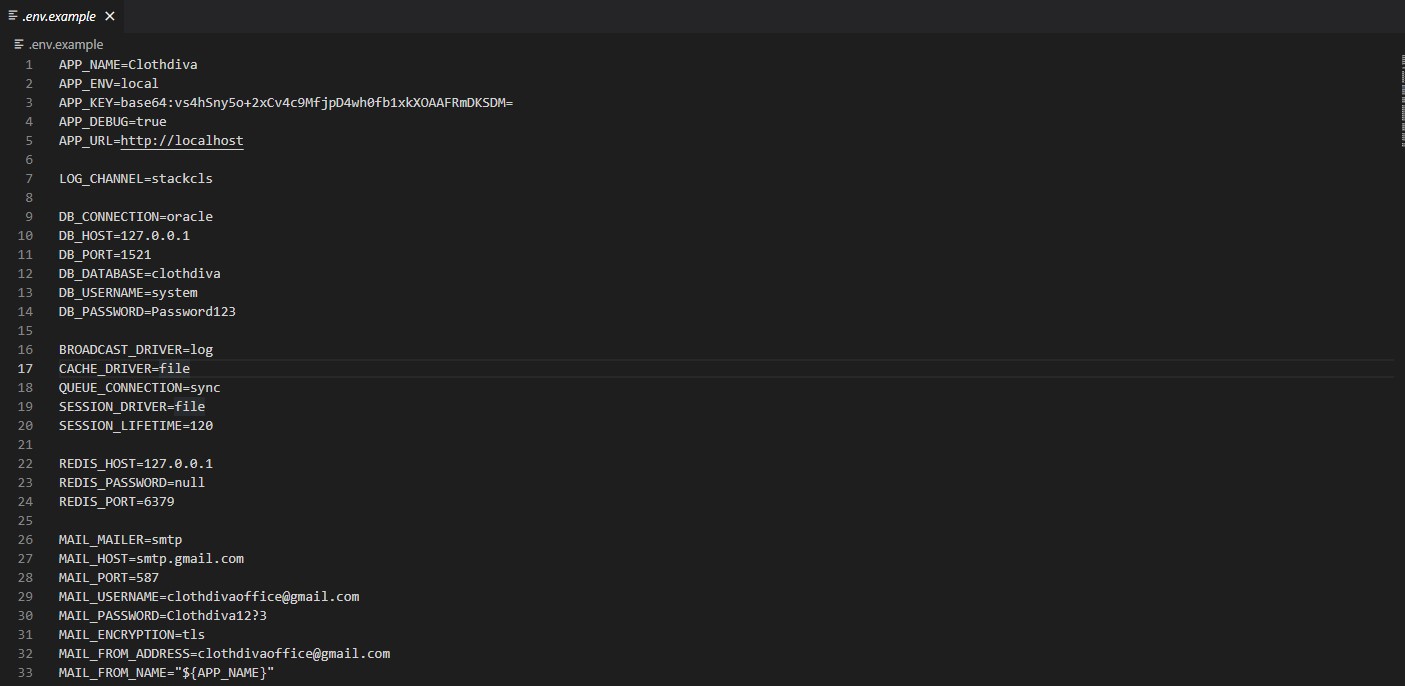 .env.example
.env.example
1 APP_NAME=Clothdiva
2 APP_ENV=local
3 APP_KEY=base64:vs4hSny5o+2xCv4c9MfjpD4wh0fb1xkXOAAFRmDKSDM=
4 APP_DEBUG=true
5 APP_URL=http://localhost
6
7 LOG_CHANNEL=stackcls
8
9 DB_CONNECTION=oracle
10 DB_HOST=127.0.0.1
11 DB_PORT=1521
12 DB_DATABASE=clothdiva
13 DB_USERNAME=system
14 DB_PASSWORD=Password123
15
16 BROADCAST_DRIVER=log
17 CACHE_DRIVER=file
18 QUEUE_CONNECTION=sync
19 SESSION_DRIVER=file
20 SESSION_LIFETIME=120
21
22 REDIS_HOST=127.0.0.1
23 REDIS_PASSWORD=null
24 REDIS_PORT=6379
25
26 MAIL_MAILER=smtp
27 MAIL_HOST=smtp.gmail.com
28 MAIL_PORT=587
29 MAIL_USERNAME=clothdivaoffice@gmail.com
30 MAIL_PASSWORD=Clothdiva12?3
31 MAIL_ENCRYPTION=tls
32 MAIL_FROM_ADDRESS=clothdivaoffice@gmail.com
33 MAIL_FROM_NAME="${APP_NAME}"